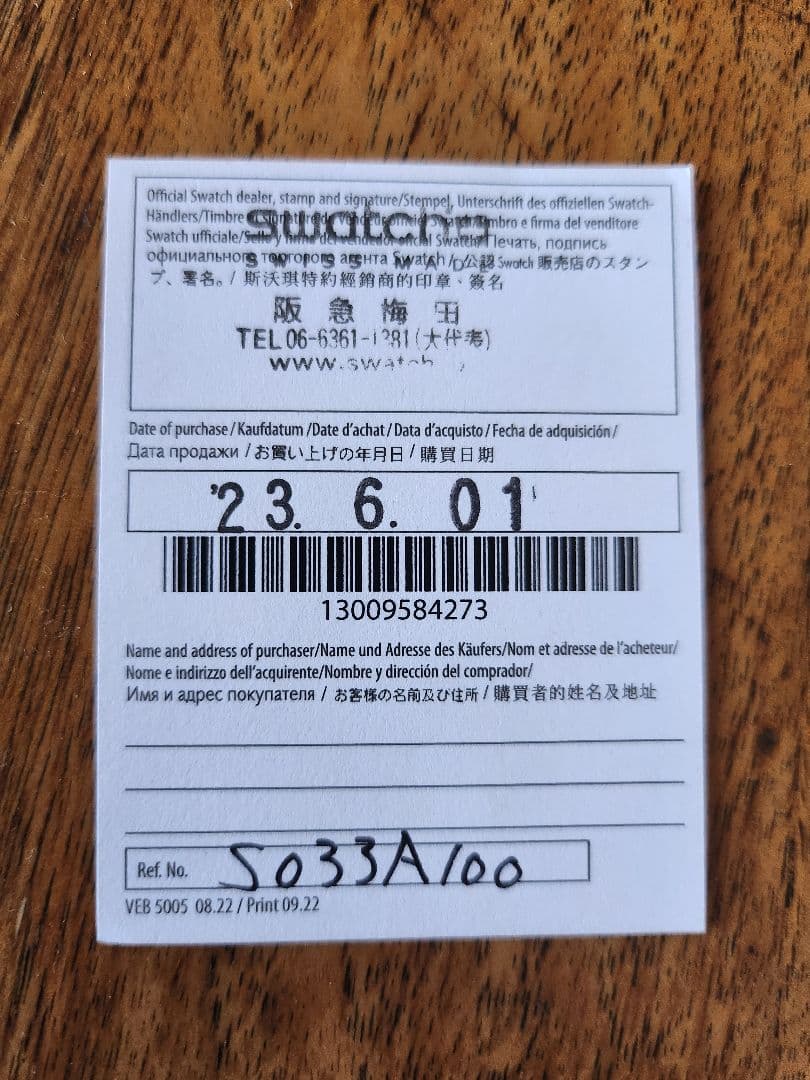 Official Swatch dealer, stamp and signature/Stempel, Unterschrift des offiziellen Swatch-
Händlers/Timbre et signature du vendeur officiel Swatch/Timbro e firma del venditore
Swatch ufficiale/Sello y firma del vendedor oficial Swatch/Печать, подпись
официального торгового агента Swatch/公認 Swatch 販売店のスタン
プ、署名。/ 斯沃琪特約經銷商的印章、簽名
swatch
阪急梅田
TEL 06-6361-1381(大代表)
www.swatch
Date of purchase/Kaufdatum/Date d'achat/Data d'acquisto/Fecha de adquisición/
Дата продажи/お買い上げの年月日/購買日期
'23. 6. 01
13009584273
Name and address of purchaser/Name und Adresse des Käufers/Nom et adresse de l'acheteur/
Nome e indirizzo dell'acquirente/Nombre y dirección del comprador/
Имя и адрес покупателя / お客様の名前及び住所 / 購買者的姓名及地址
Ref. No. S033A100
VEB 5005 08.22 / Print 09.22